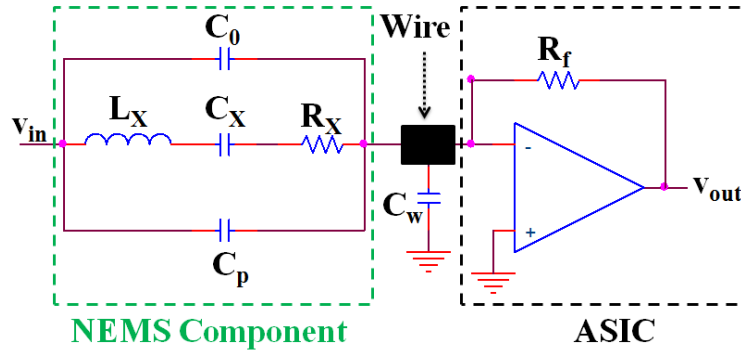 C0
Wire
Rf
LX
CX
RX
vin
-
vout
Cw
+
Cp
NEMS Component
ASIC